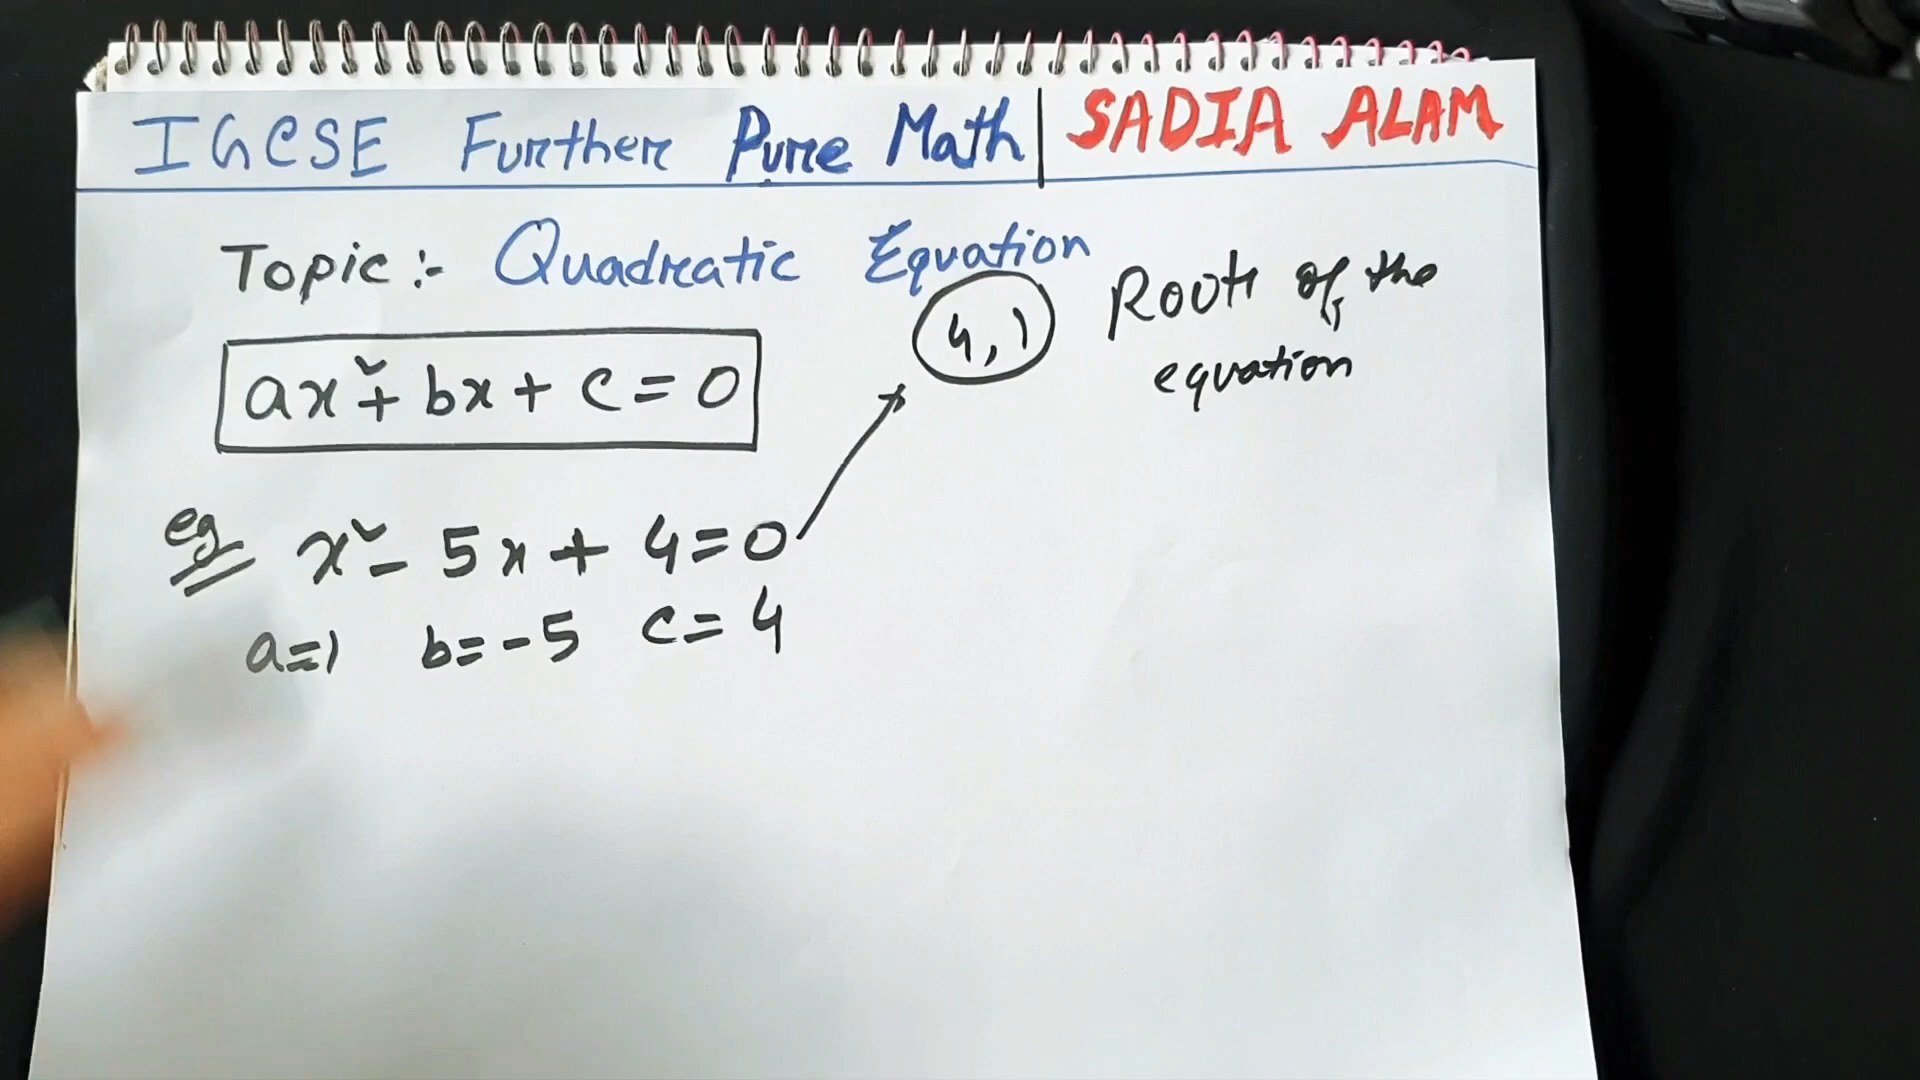 IGCSE Further Pure Math | SADIA ALAM
Topic :- Quadratic Equation
ax² + bx + c = 0
4, 1
Roots of the
equation
eg x² - 5x + 4 = 0
a=1 b=-5 c=4